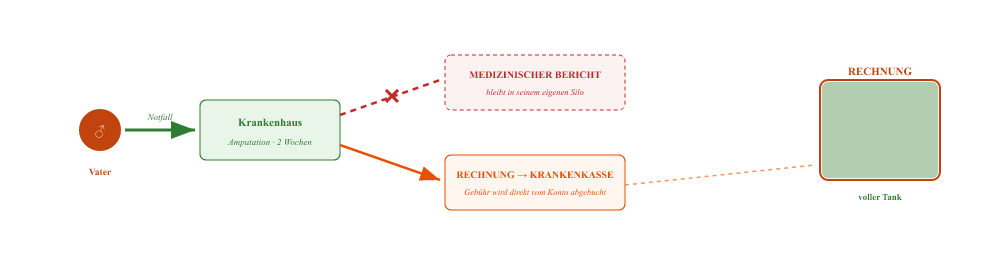 ♂
Vater
Notfall
Krankenhaus
Amputation · 2 Wochen
MEDIZINISCHER BERICHT
bleibt in seinem eigenen Silo
RECHNUNG → KRANKENKASSE
Gebühr wird direkt vom Konto abgebucht
RECHNUNG
voller Tank